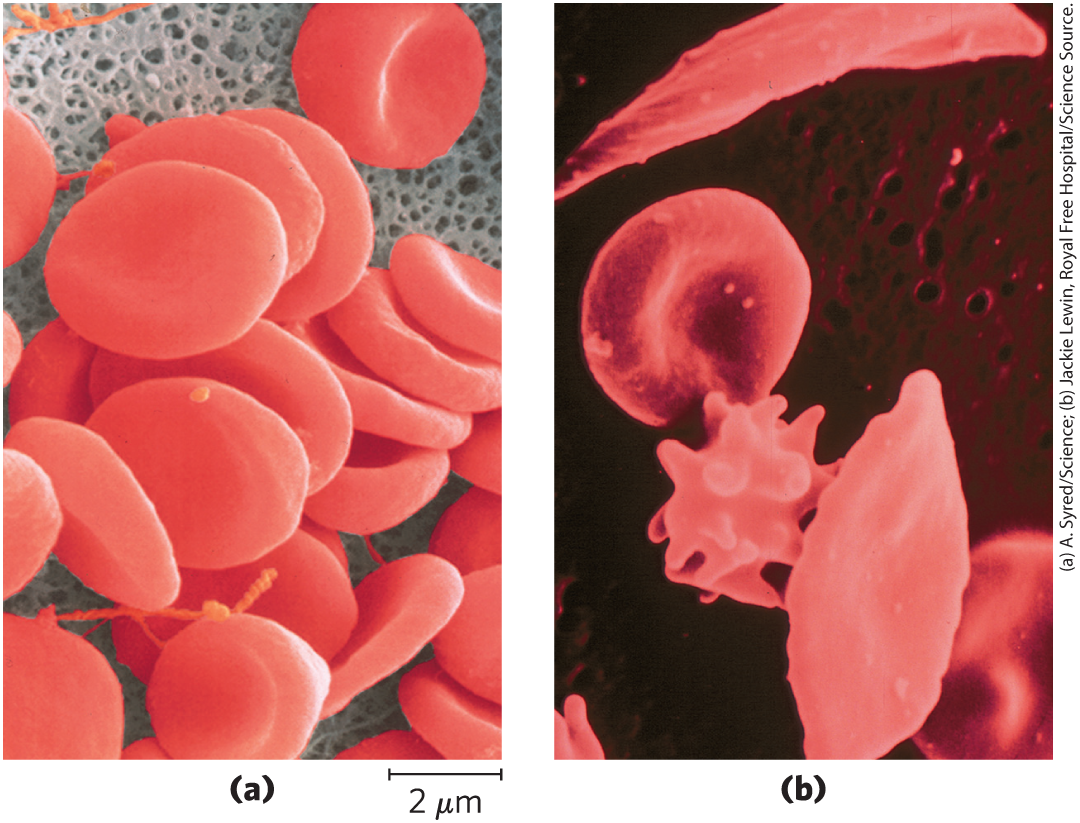 (a)
2 μm
(b)
(a) A. Syred/Science; (b) Jackie Lewin, Royal Free Hospital/Science Source.